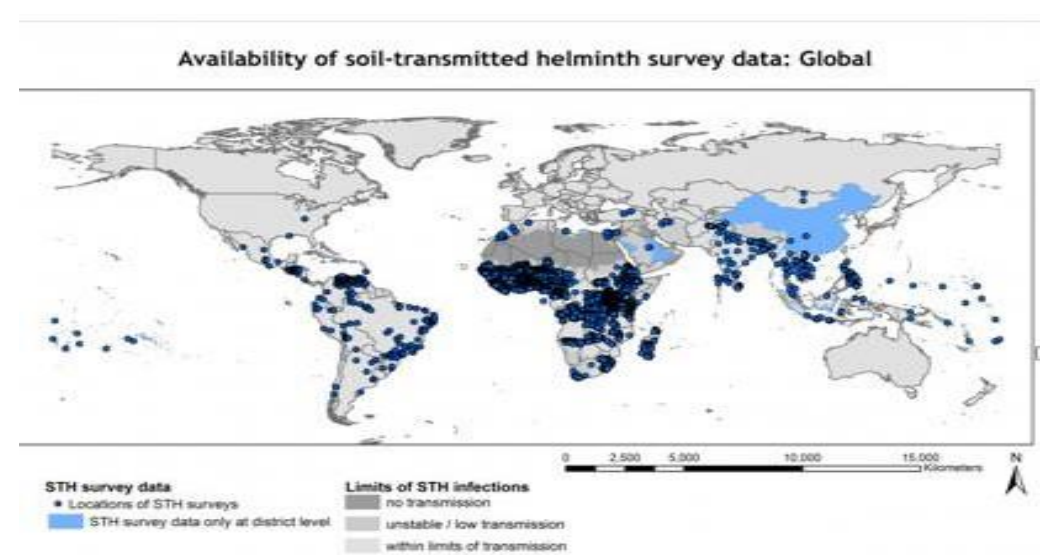 Availability of soil-transmitted helminth survey data: Global
0 2,500 5,000 10,000 15,000
Kilometers
N
STH survey data
Locations of STH surveys
STH survey data only at district level
Limits of STH infections
no transmission
unstable / low transmission
within limits of transmission